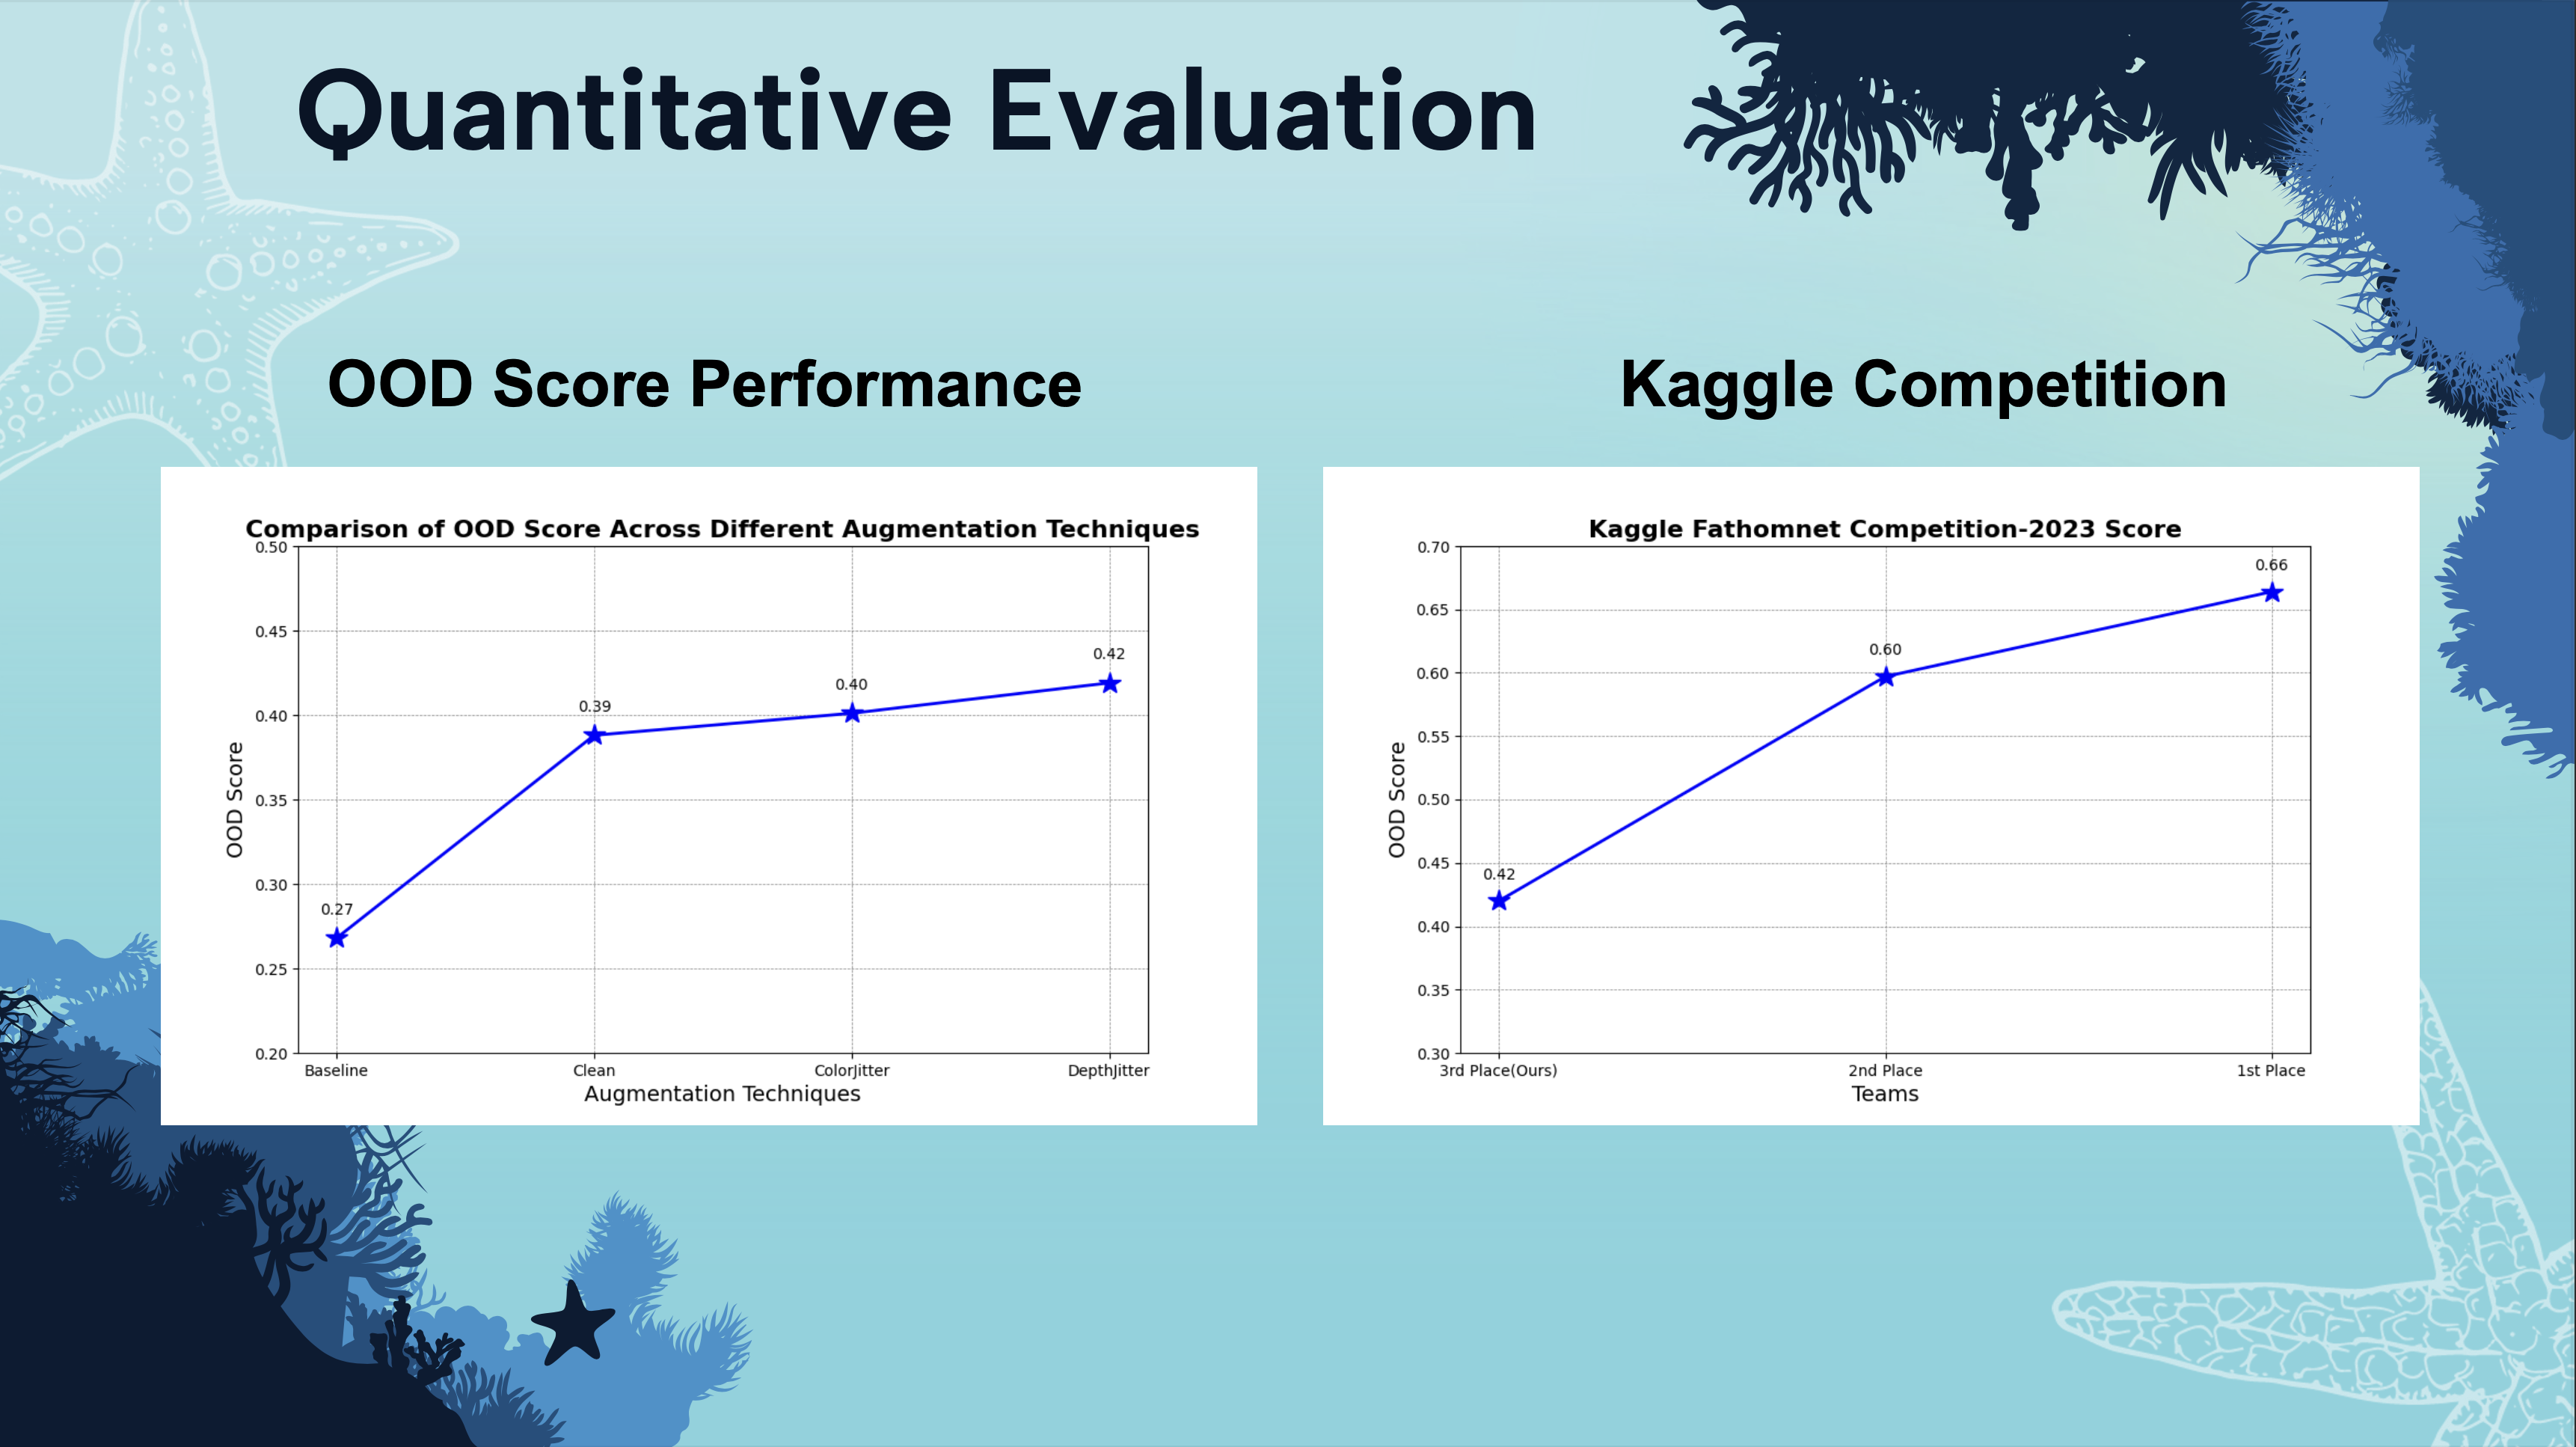 Quantitative Evaluation
OOD Score Performance
Comparison of OOD Score Across Different Augmentation Techniques
0.50
0.45
0.40
0.35
0.30
0.25
0.20
OOD Score
0.27
0.39
0.40
0.42
Baseline
Clean
ColorJitter
DepthJitter
Augmentation Techniques
Kaggle Competition
Kaggle Fathomnet Competition-2023 Score
0.70
0.65
0.60
0.55
0.50
0.45
0.40
0.35
0.30
OOD Score
0.42
0.60
0.66
3rd Place(Ours)
2nd Place
1st Place
Teams